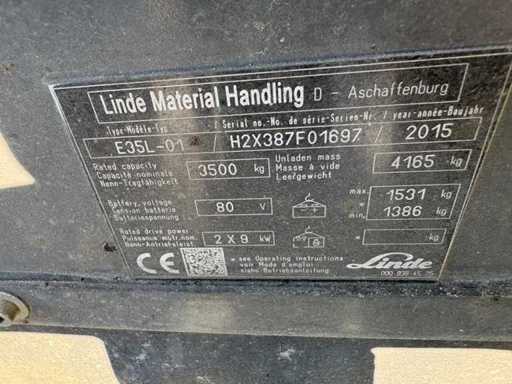 Linde Material Handling D - Aschaffenburg
Type-Modèle-Typ / Serial no.-No de série-Serien-Nr. / year-année-Baujahr
E35L-01 / H2X387F01697 / 2015
Rated capacity
Capacité nominale
Nenn-Tragfähigkeit
3500 kg
Unladen mass
Masse à vide
Leergewicht
4165 kg
Battery voltage
Tension batterie
Batteriespannung
80 V
- +
max. 1531 kg
min. 1386 kg
Rated drive power
Puissance motr. nom.
Nenn-Antriebsleist.
2 X 9 kW
* kg
CE
* see Operating instructions
voir Mode d'emploi
siehe Betriebsanleitung
Linde